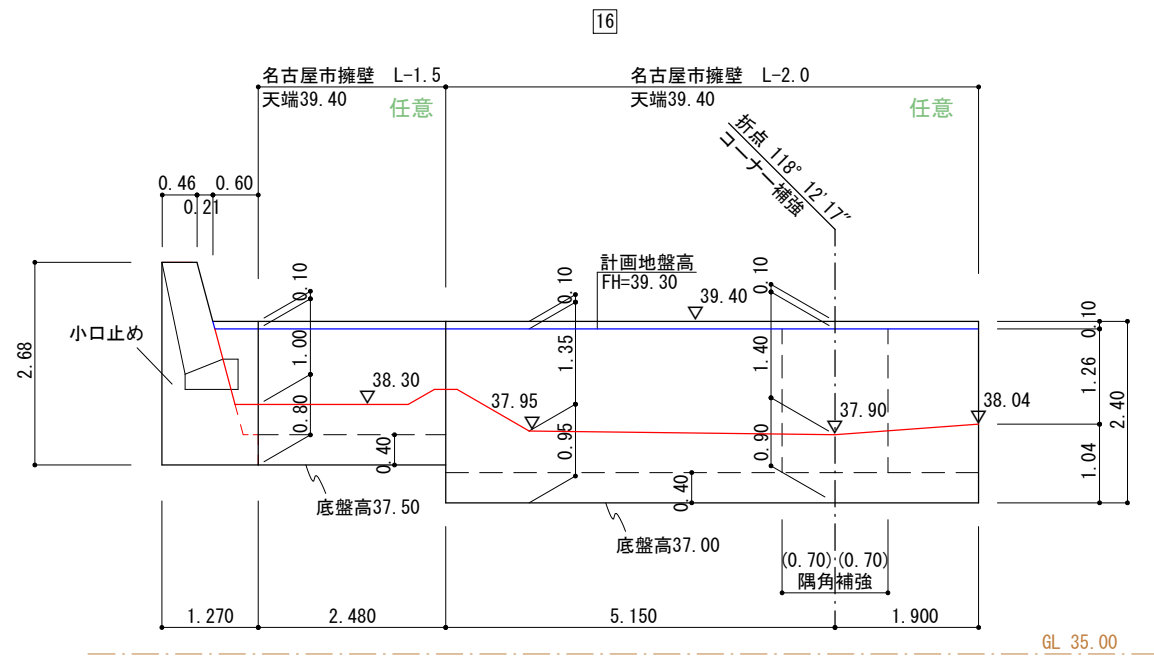 16
名古屋市擁壁 L-1.5
天端39.40
任意
名古屋市擁壁 L-2.0
天端39.40
任意
折点 118° 12′17″
コーナー補強
0.46
0.60
0.21
計画地盤高
FH=39.30
0.10
0.10
0.10
39.40
0.10
小口止め
2.68
1.00
1.35
1.40
1.26
2.40
38.30
37.95
37.90
38.04
0.80
0.95
0.90
1.04
0.40
0.40
底盤高37.50
底盤高37.00
(0.70)
(0.70)
隅角補強
1.270
2.480
5.150
1.900
GL 35.00